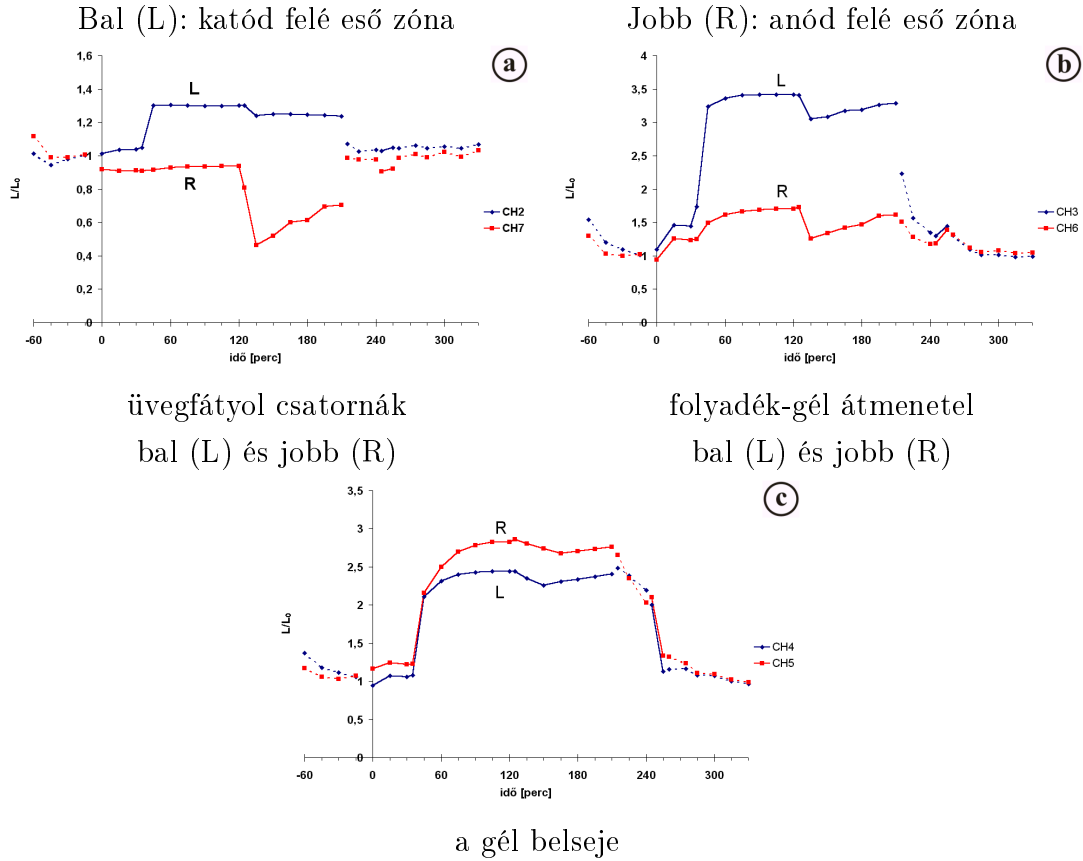 Bal (L): katód felé eső zóna
Jobb (R): anód felé eső zóna
a
1,6
1,4
1,2
1
0,8
0,6
0,4
0,2
0
L/L₀
L
R
CH2
CH7
-60 0 60 120 180 240 300
idő [perc]
b
4
3,5
3
2,5
2
1,5
1
0,5
0
L/L₀
L
R
CH3
CH6
-60 0 60 120 180 240 300
idő [perc]
üvegfátyol csatornák
bal (L) és jobb (R)
folyadék-gél átmenetel
bal (L) és jobb (R)
c
3,5
3
2,5
2
1,5
1
0,5
0
L/L₀
R
L
CH4
CH5
-60 0 60 120 180 240 300
idő [perc]
a gél belseje